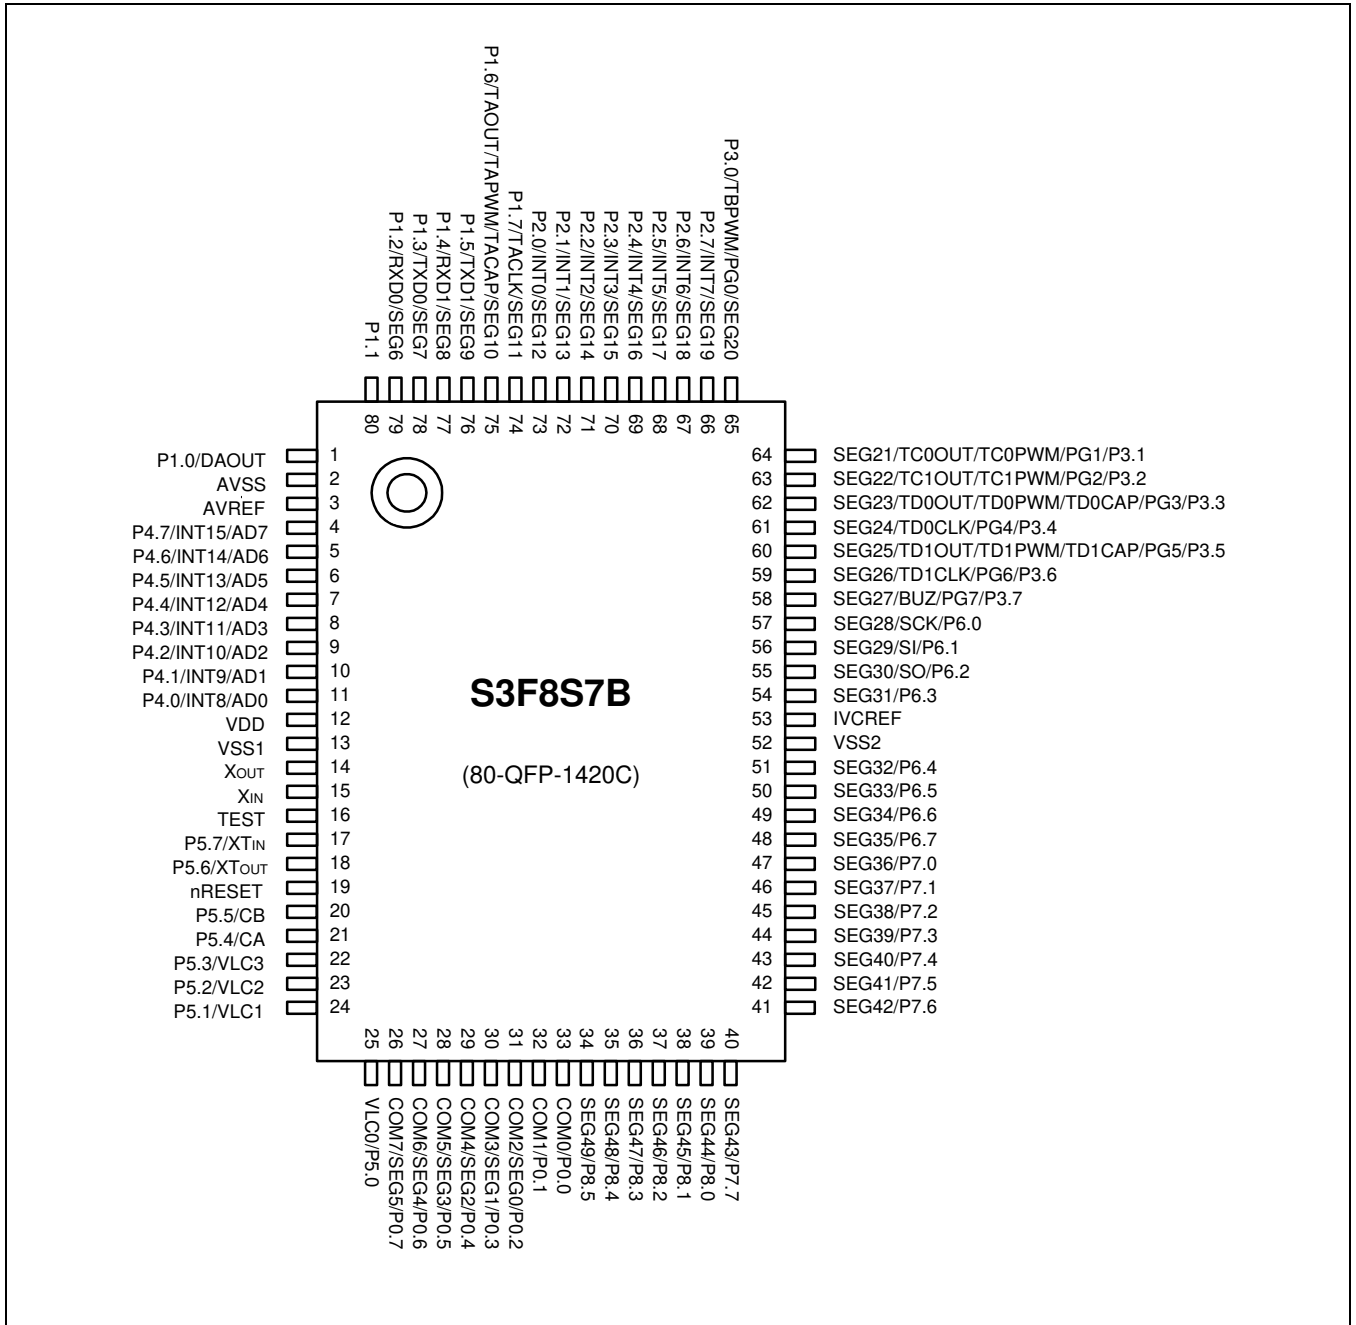 P1.1
P1.2/RXD0/SEG6
P1.3/TXD0/SEG7
P1.4/RXD1/SEG8
P1.5/TXD1/SEG9
P1.6/TAOUT/TAPWM/TACAP/SEG10
P1.7/TACLK/SEG11
P2.0/INT0/SEG12
P2.1/INT1/SEG13
P2.2/INT2/SEG14
P2.3/INT3/SEG15
P2.4/INT4/SEG16
P2.5/INT5/SEG17
P2.6/INT6/SEG18
P2.7/INT7/SEG19
P3.0/TBPWM/PG0/SEG20
80 79 78 77 76 75 74 73 72 71 70 69 68 67 66 65
P1.0/DAOUT 1
AVSS 2
AVREF 3
P4.7/INT15/AD7 4
P4.6/INT14/AD6 5
P4.5/INT13/AD5 6
P4.4/INT12/AD4 7
P4.3/INT11/AD3 8
P4.2/INT10/AD2 9
P4.1/INT9/AD1 10
P4.0/INT8/AD0 11
VDD 12
VSS1 13
XOUT 14
XIN 15
TEST 16
P5.7/XTIN 17
P5.6/XTOUT 18
nRESET 19
P5.5/CB 20
P5.4/CA 21
P5.3/VLC3 22
P5.2/VLC2 23
P5.1/VLC1 24
S3F8S7B
(80-QFP-1420C)
64 SEG21/TC0OUT/TC0PWM/PG1/P3.1
63 SEG22/TC1OUT/TC1PWM/PG2/P3.2
62 SEG23/TD0OUT/TD0PWM/TD0CAP/PG3/P3.3
61 SEG24/TD0CLK/PG4/P3.4
60 SEG25/TD1OUT/TD1PWM/TD1CAP/PG5/P3.5
59 SEG26/TD1CLK/PG6/P3.6
58 SEG27/BUZ/PG7/P3.7
57 SEG28/SCK/P6.0
56 SEG29/SI/P6.1
55 SEG30/SO/P6.2
54 SEG31/P6.3
53 IVCREF
52 VSS2
51 SEG32/P6.4
50 SEG33/P6.5
49 SEG34/P6.6
48 SEG35/P6.7
47 SEG36/P7.0
46 SEG37/P7.1
45 SEG38/P7.2
44 SEG39/P7.3
43 SEG40/P7.4
42 SEG41/P7.5
41 SEG42/P7.6
25 26 27 28 29 30 31 32 33 34 35 36 37 38 39 40
VLC0/P5.0
COM7/SEG5/P0.7
COM6/SEG4/P0.6
COM5/SEG3/P0.5
COM4/SEG2/P0.4
COM3/SEG1/P0.3
COM2/SEG0/P0.2
COM1/P0.1
COM0/P0.0
SEG49/P8.5
SEG48/P8.4
SEG47/P8.3
SEG46/P8.2
SEG45/P8.1
SEG44/P8.0
SEG43/P7.7